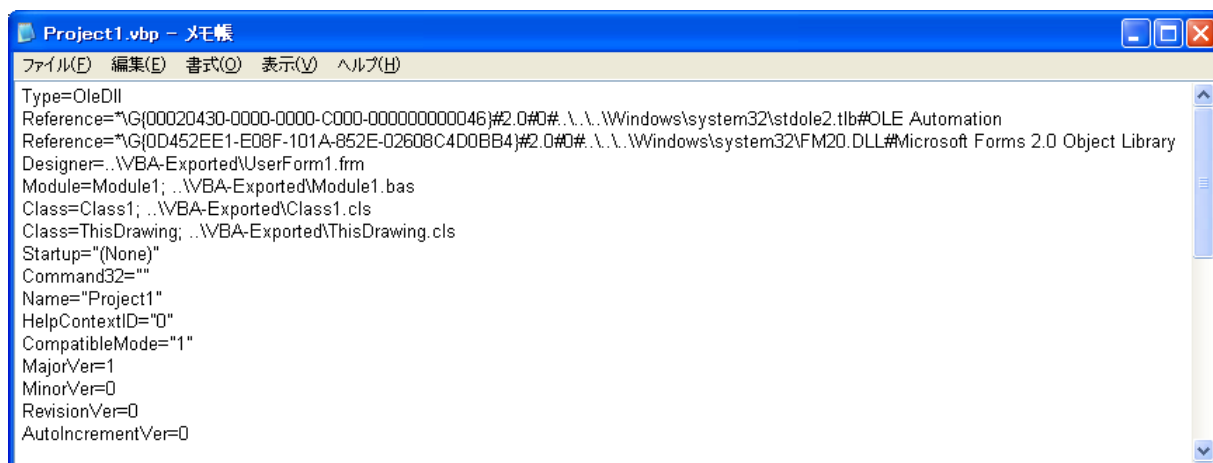 Project1.vbp - メモ帳
ファイル(F) 編集(E) 書式(O) 表示(V) ヘルプ(H)
Type=OleDll
Reference=*\G{00020430-0000-0000-C000-000000000046}#2.0#0#..\..\..\Windows\system32\stdole2.tlb#OLE Automation
Reference=*\G{0D452EE1-E08F-101A-852E-02608C4D0BB4}#2.0#0#..\..\..\Windows\system32\FM20.DLL#Microsoft Forms 2.0 Object Library
Designer=..\VBA-Exported\UserForm1.frm
Module=Module1; ..\VBA-Exported\Module1.bas
Class=Class1; ..\VBA-Exported\Class1.cls
Class=ThisDrawing; ..\VBA-Exported\ThisDrawing.cls
Startup="(None)"
Command32=""
Name="Project1"
HelpContextID="0"
CompatibleMode="1"
MajorVer=1
MinorVer=0
RevisionVer=0
AutoIncrementVer=0